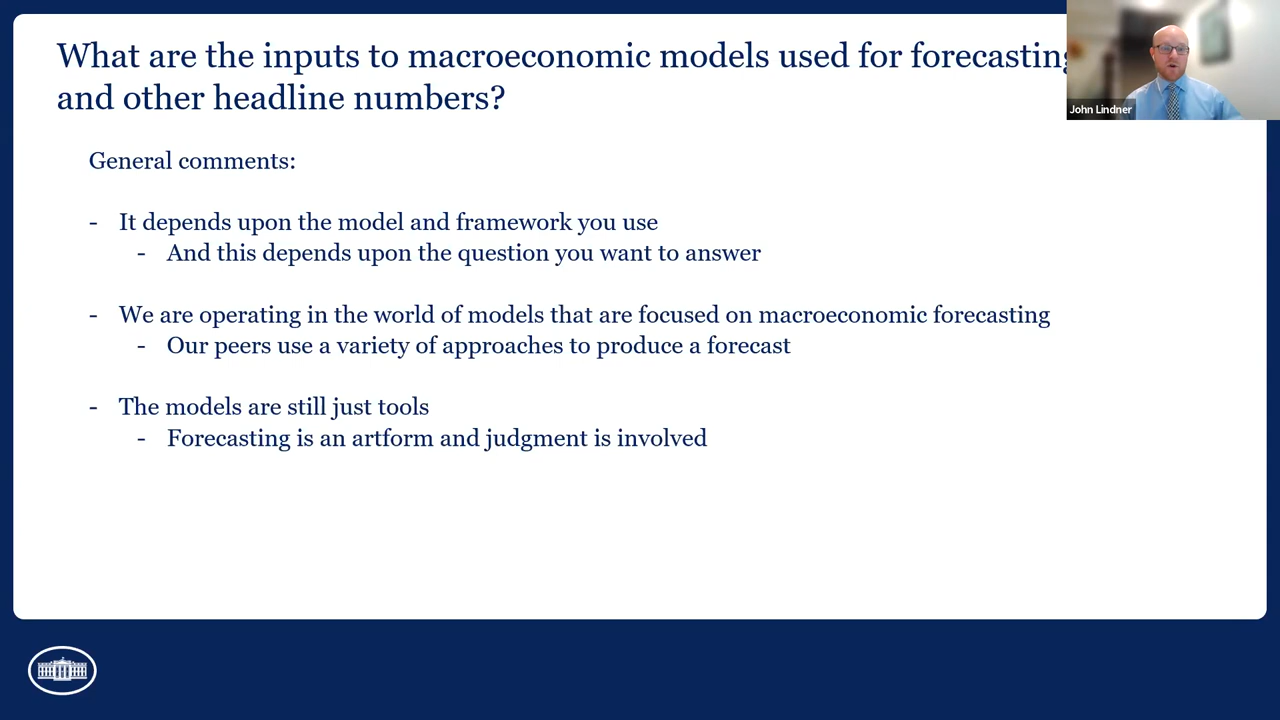 What are the inputs to macroeconomic models used for forecasting
and other headline numbers?
John Lindner
General comments:
- It depends upon the model and framework you use
- And this depends upon the question you want to answer
- We are operating in the world of models that are focused on macroeconomic forecasting
- Our peers use a variety of approaches to produce a forecast
- The models are still just tools
- Forecasting is an artform and judgment is involved